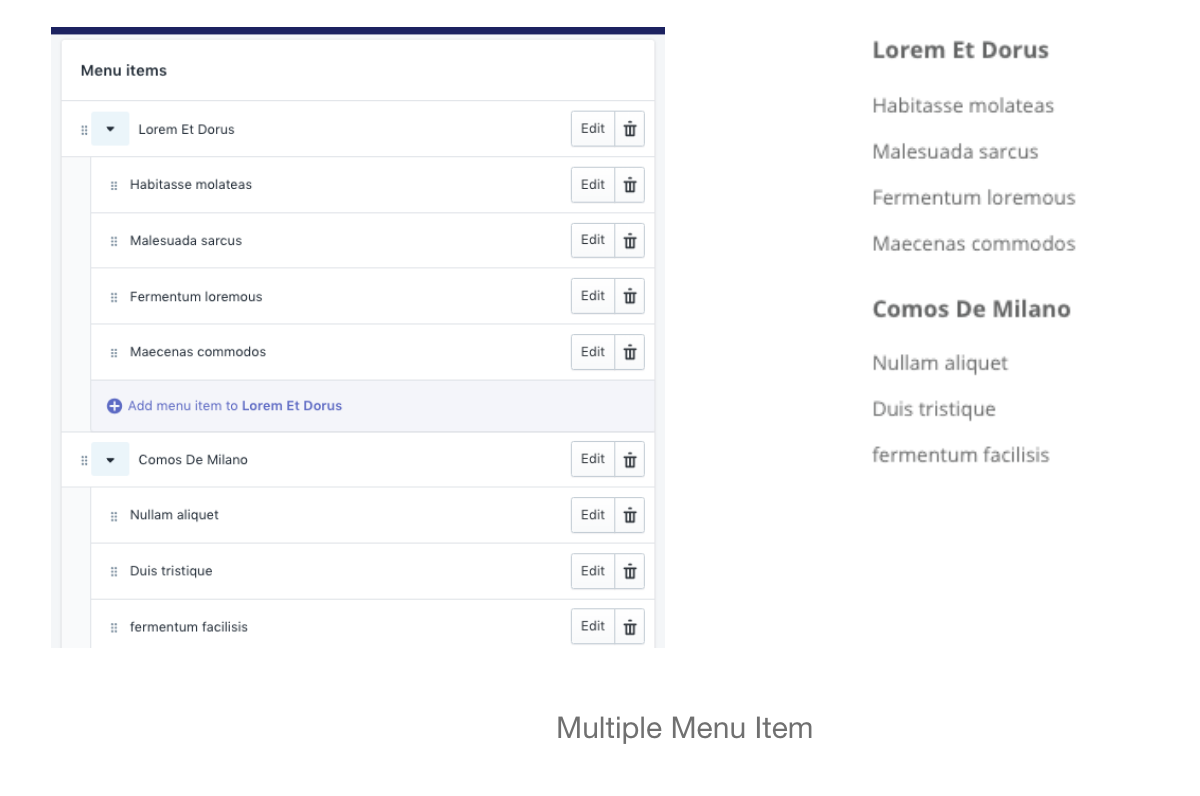 Menu items
Lorem Et Dorus Edit
Habitasse molateas Edit
Malesuada sarcus Edit
Fermentum loremous Edit
Maecenas commodos Edit
Add menu item to Lorem Et Dorus
Comos De Milano Edit
Nullam aliquet Edit
Duis tristique Edit
fermentum facilisis Edit
Lorem Et Dorus
Habitasse molateas
Malesuada sarcus
Fermentum loremous
Maecenas commodos
Comos De Milano
Nullam aliquet
Duis tristique
fermentum facilisis
Multiple Menu Item